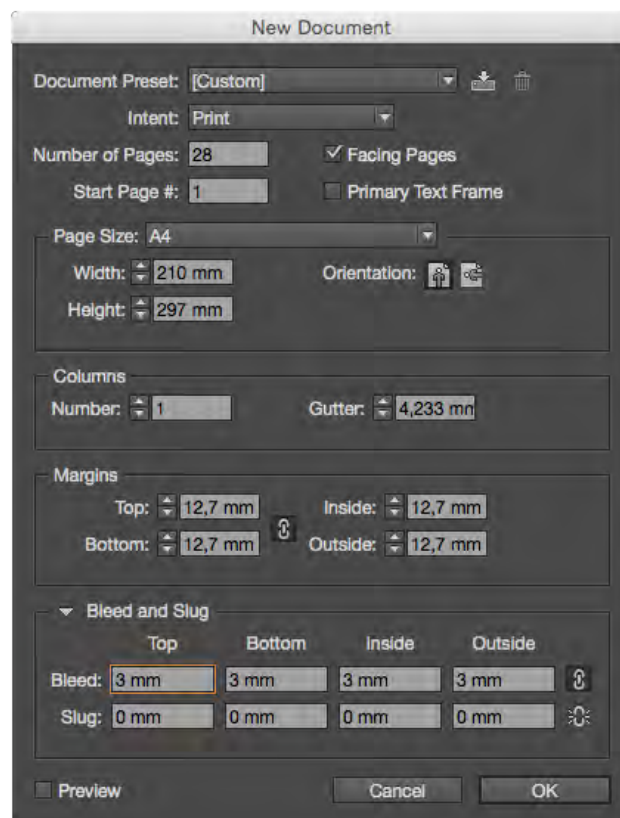 New Document
Document Preset: [Custom]
Intent: Print
Number of Pages: 28 Facing Pages
Start Page #: 1 Primary Text Frame
Page Size: A4
Width: 210 mm Orientation:
Height: 297 mm
Columns
Number: 1 Gutter: 4,233 mm
Margins
Top: 12,7 mm Inside: 12,7 mm
Bottom: 12,7 mm Outside: 12,7 mm
Bleed and Slug
Top Bottom Inside Outside
Bleed: 3 mm 3 mm 3 mm 3 mm
Slug: 0 mm 0 mm 0 mm 0 mm
Preview Cancel OK